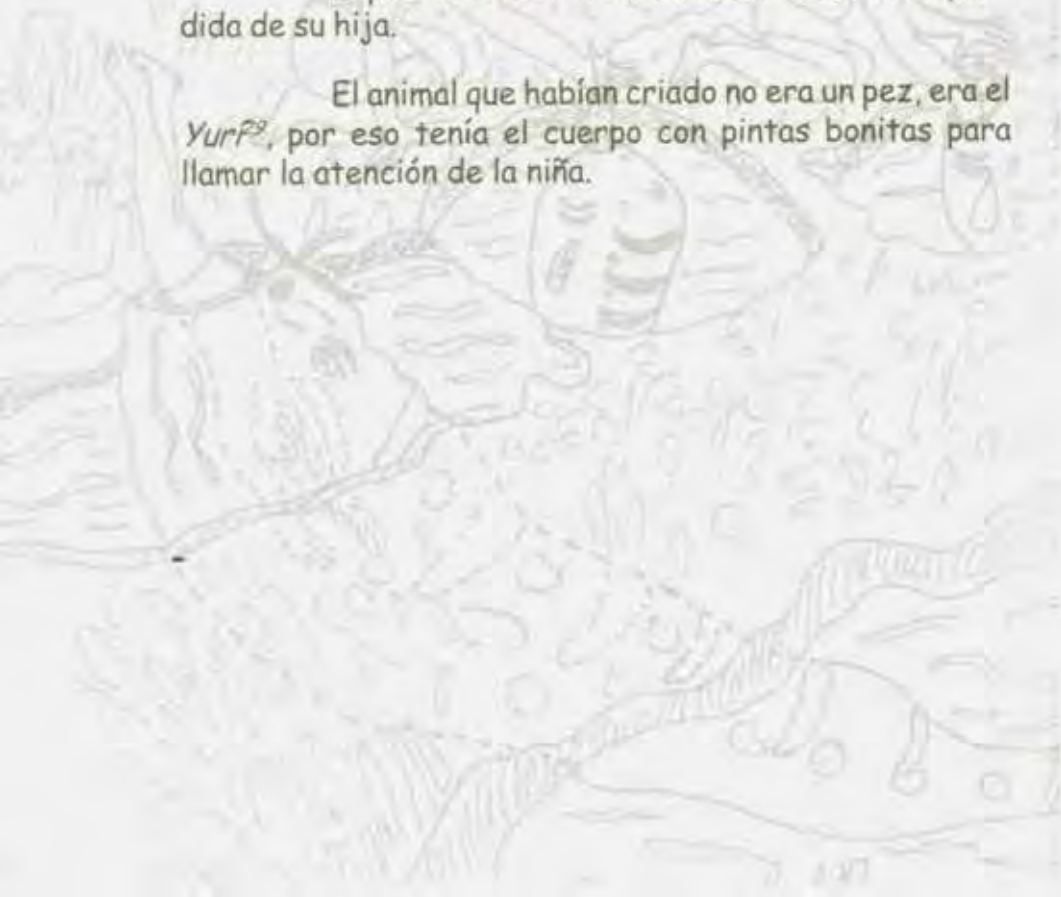 dida de su hija.
El animal que habían criado no era un pez, era el
Yuri²⁹, por eso tenía el cuerpo con pintas bonitas para
llamar la atención de la niña.